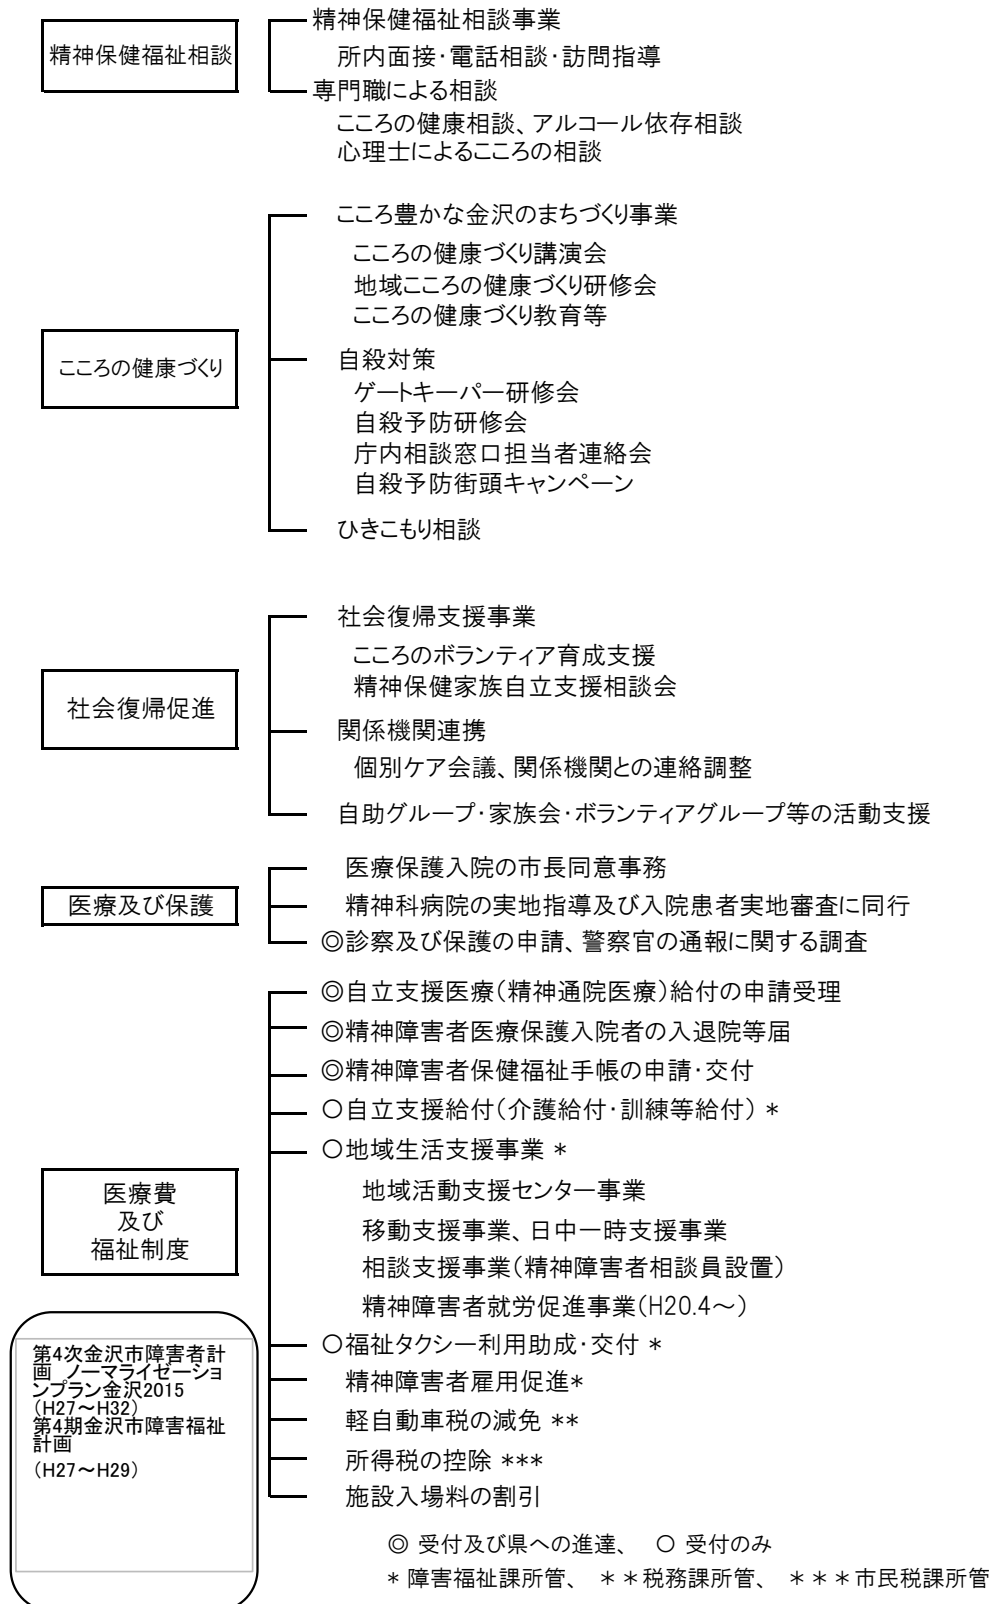 精神保健福祉相談
精神保健福祉相談事業
所内面接・電話相談・訪問指導
専門職による相談
こころの健康相談、アルコール依存相談
心理士によるこころの相談
こころの健康づくり
こころ豊かな金沢のまちづくり事業
こころの健康づくり講演会
地域こころの健康づくり研修会
こころの健康づくり教育等
自殺対策
ゲートキーパー研修会
自殺予防研修会
庁内相談窓口担当者連絡会
自殺予防街頭キャンペーン
ひきこもり相談
社会復帰促進
社会復帰支援事業
こころのボランティア育成支援
精神保健家族自立支援相談会
関係機関連携
個別ケア会議、関係機関との連絡調整
自助グループ・家族会・ボランティアグループ等の活動支援
医療及び保護
医療保護入院の市長同意事務
精神科病院の実地指導及び入院患者実地審査に同行
◎診察及び保護の申請、警察官の通報に関する調査
医療費
及び
福祉制度
◎自立支援医療（精神通院医療）給付の申請受理
◎精神障害者医療保護入院者の入退院等届
◎精神障害者保健福祉手帳の申請・交付
〇自立支援給付（介護給付・訓練等給付） *
〇地域生活支援事業 *
地域活動支援センター事業
移動支援事業、日中一時支援事業
相談支援事業（精神障害者相談員設置）
精神障害者就労促進事業（H20.4～）
〇福祉タクシー利用助成・交付 *
精神障害者雇用促進*
軽自動車税の減免 **
所得税の控除 ***
施設入場料の割引
第4次金沢市障害者計
画　ノーマライゼーショ
ンプラン金沢2015
（H27～H32）
第4期金沢市障害福祉
計画
（H27～H29）
◎ 受付及び県への進達、　〇 受付のみ
* 障害福祉課所管、　＊＊税務課所管、　＊＊＊市民税課所管